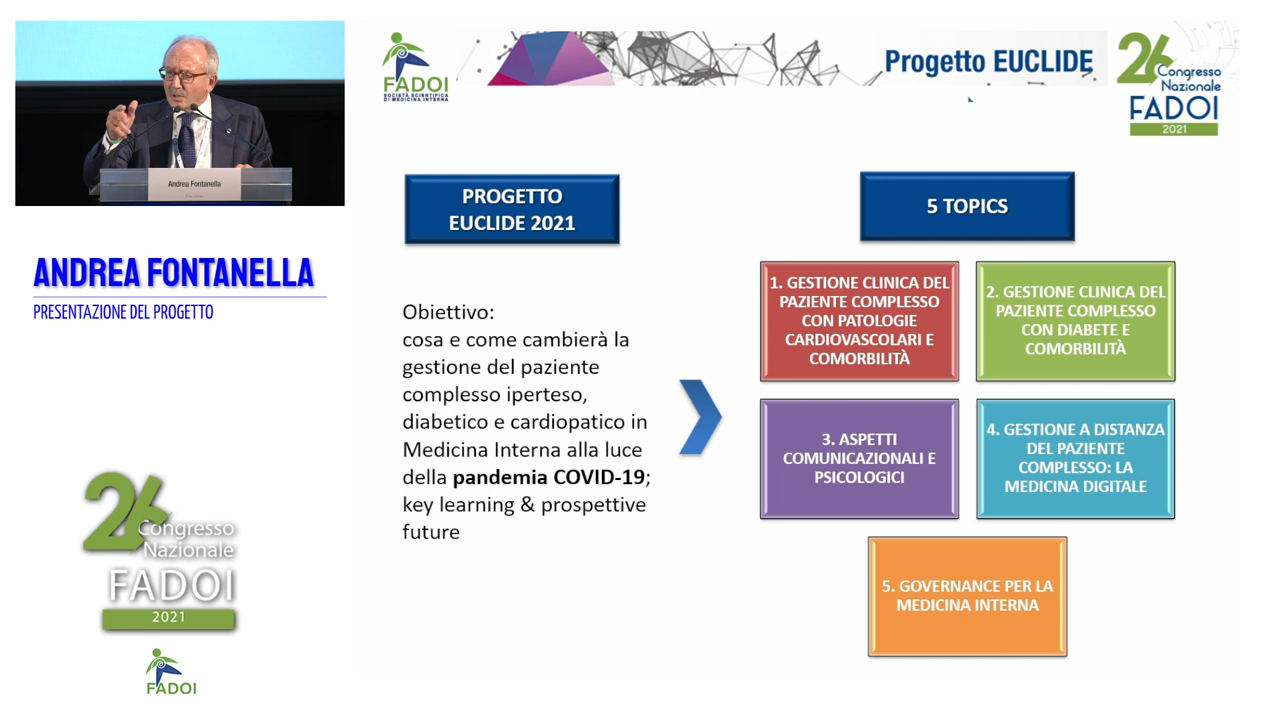 Andrea Fontanella
ANDREA FONTANELLA
PRESENTAZIONE DEL PROGETTO
26
Congresso
Nazionale
FADOI
2021
FADOI
FADOI
SOCIETÀ SCIENTIFICA
DI MEDICINA INTERNA
Progetto EUCLIDE
26
Congresso
Nazionale
FADOI
2021
PROGETTO
EUCLIDE 2021
Obiettivo:
cosa e come cambierà la
gestione del paziente
complesso iperteso,
diabetico e cardiopatico in
Medicina Interna alla luce
della pandemia COVID-19;
key learning & prospettive
future
5 TOPICS
1. GESTIONE CLINICA DEL
PAZIENTE COMPLESSO
CON PATOLOGIE
CARDIOVASCOLARI E
COMORBILITÀ
2. GESTIONE CLINICA DEL
PAZIENTE COMPLESSO
CON DIABETE E
COMORBILITÀ
3. ASPETTI
COMUNICAZIONALI E
PSICOLOGICI
4. GESTIONE A DISTANZA
DEL PAZIENTE
COMPLESSO: LA
MEDICINA DIGITALE
5. GOVERNANCE PER LA
MEDICINA INTERNA